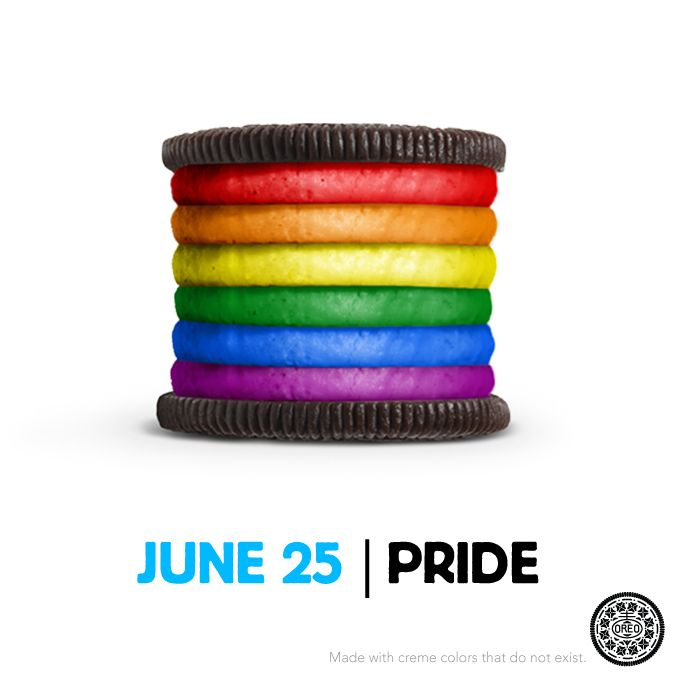 JUNE 25 | PRIDE
OREO
Made with creme colors that do not exist.